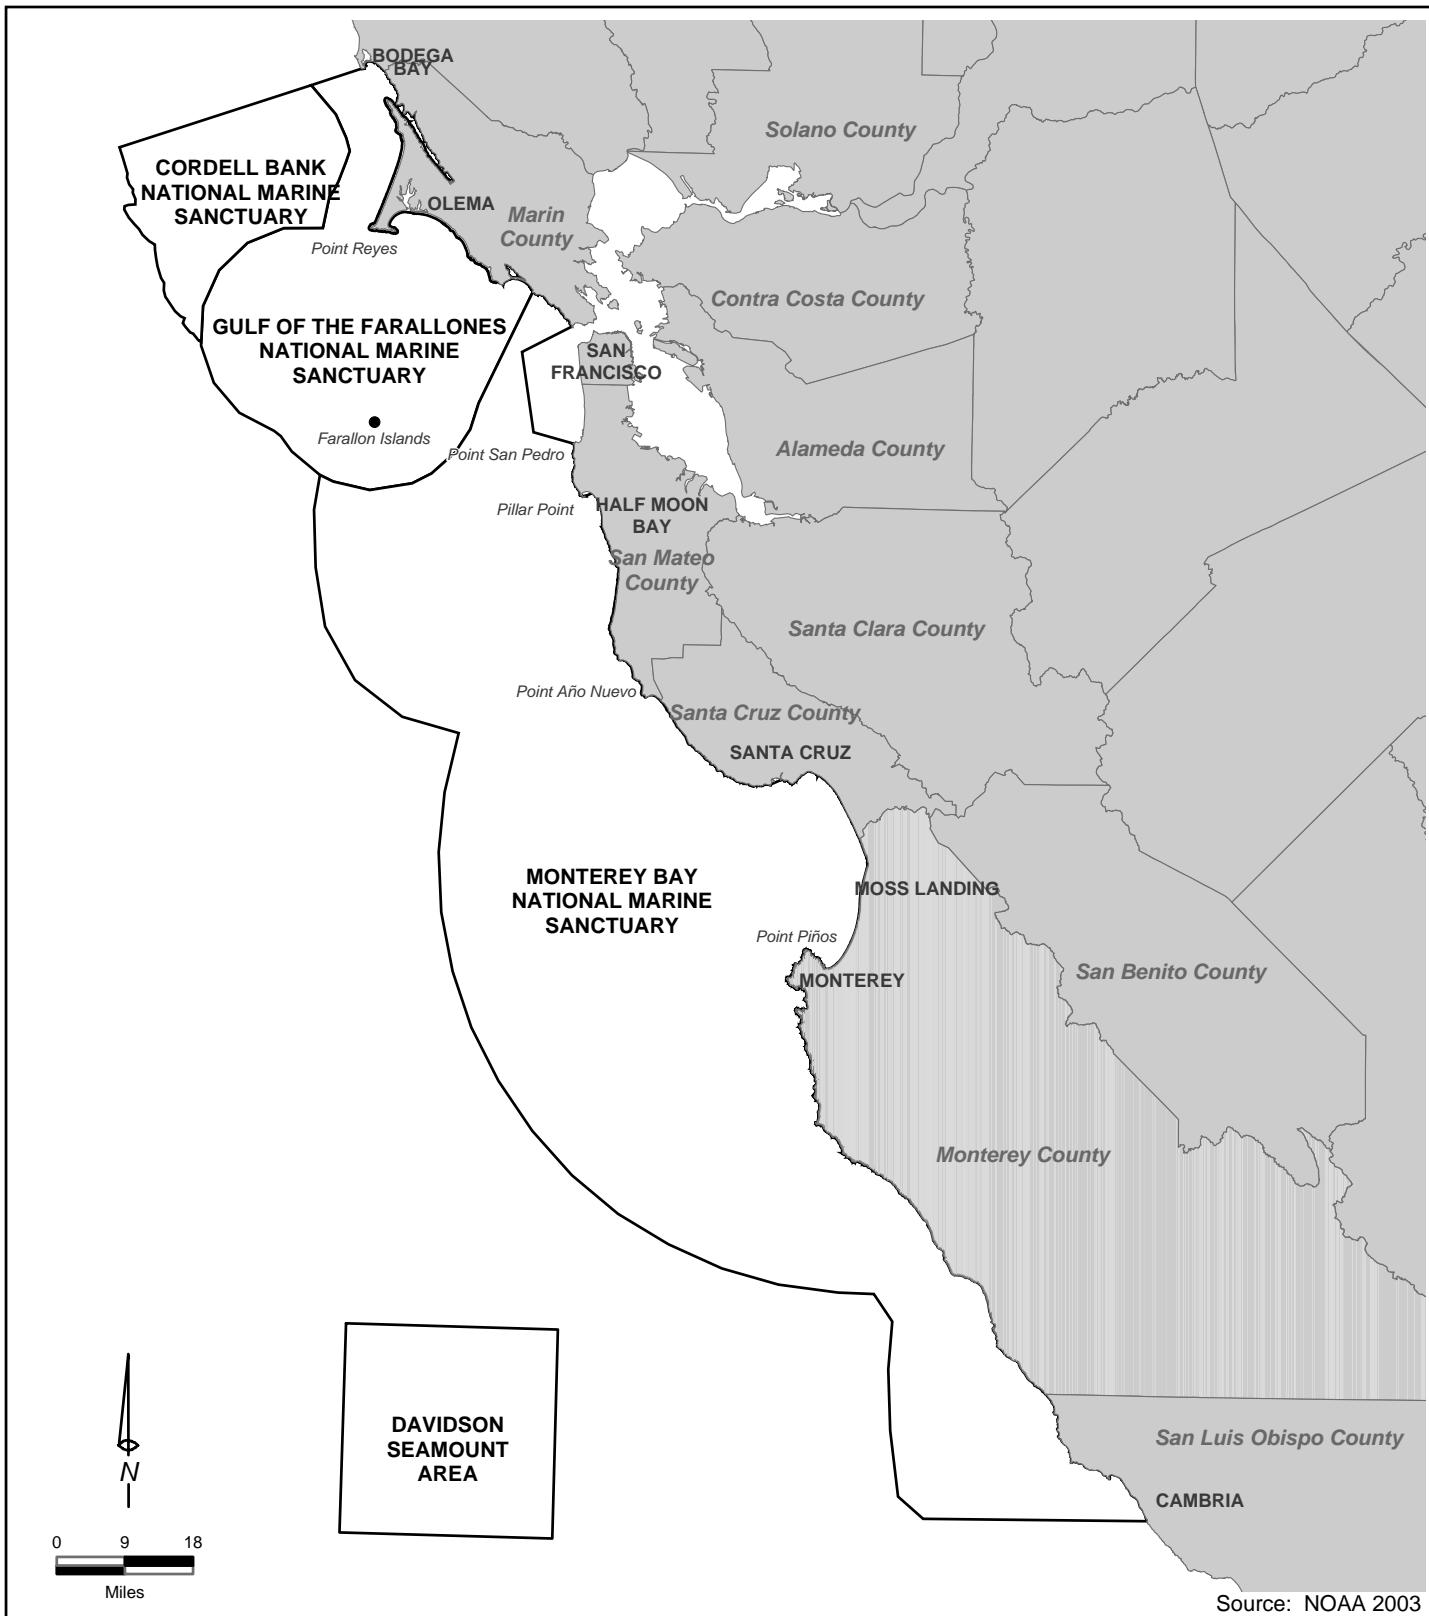 BODEGA
BAY
Solano County
CORDELL BANK
NATIONAL MARINE
SANCTUARY
OLEMA
Marin
County
Point Reyes
Contra Costa County
GULF OF THE FARALLONES
NATIONAL MARINE
SANCTUARY
SAN
FRANCISCO
Farallon Islands
Point San Pedro
Alameda County
Pillar Point
HALF MOON
BAY
San Mateo
County
Santa Clara County
Point Año Nuevo
Santa Cruz County
SANTA CRUZ
MONTEREY BAY
NATIONAL MARINE
SANCTUARY
MOSS LANDING
Point Piños
MONTEREY
San Benito County
Monterey County
DAVIDSON
SEAMOUNT
AREA
San Luis Obispo County
CAMBRIA
N
0 9 18
Miles
Source: NOAA 2003